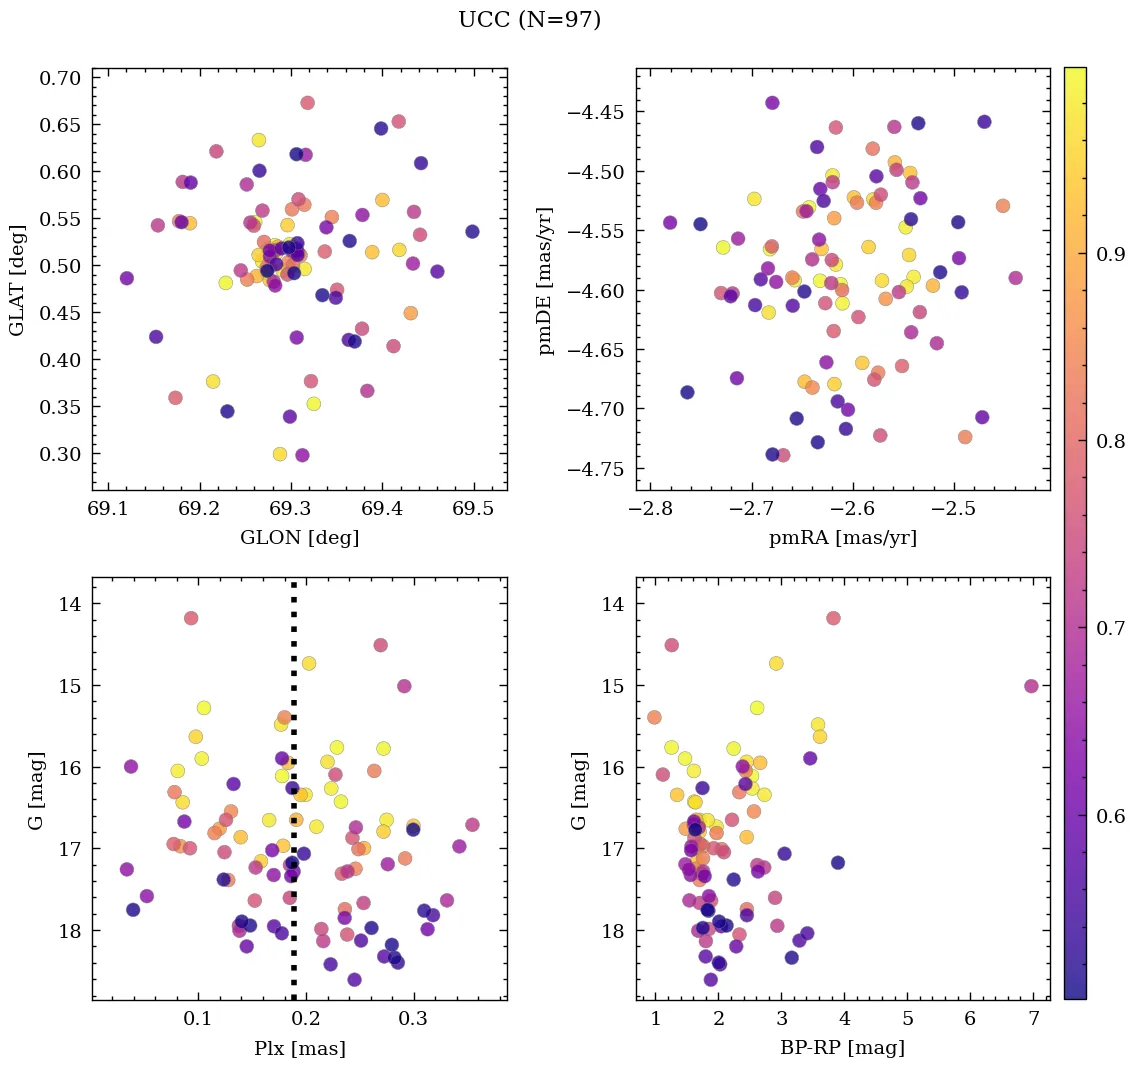 UCC (N=97)
0.70
0.65
0.60
0.55
0.50
0.45
0.40
0.35
0.30
GLAT [deg]
69.1 69.2 69.3 69.4 69.5
GLON [deg]
−4.45
−4.50
−4.55
−4.60
−4.65
−4.70
−4.75
pmDE [mas/yr]
−2.8 −2.7 −2.6 −2.5
pmRA [mas/yr]
0.9
0.8
0.7
0.6
14
15
16
17
18
G [mag]
0.1 0.2 0.3
Plx [mas]
14
15
16
17
18
G [mag]
1 2 3 4 5 6 7
BP-RP [mag]